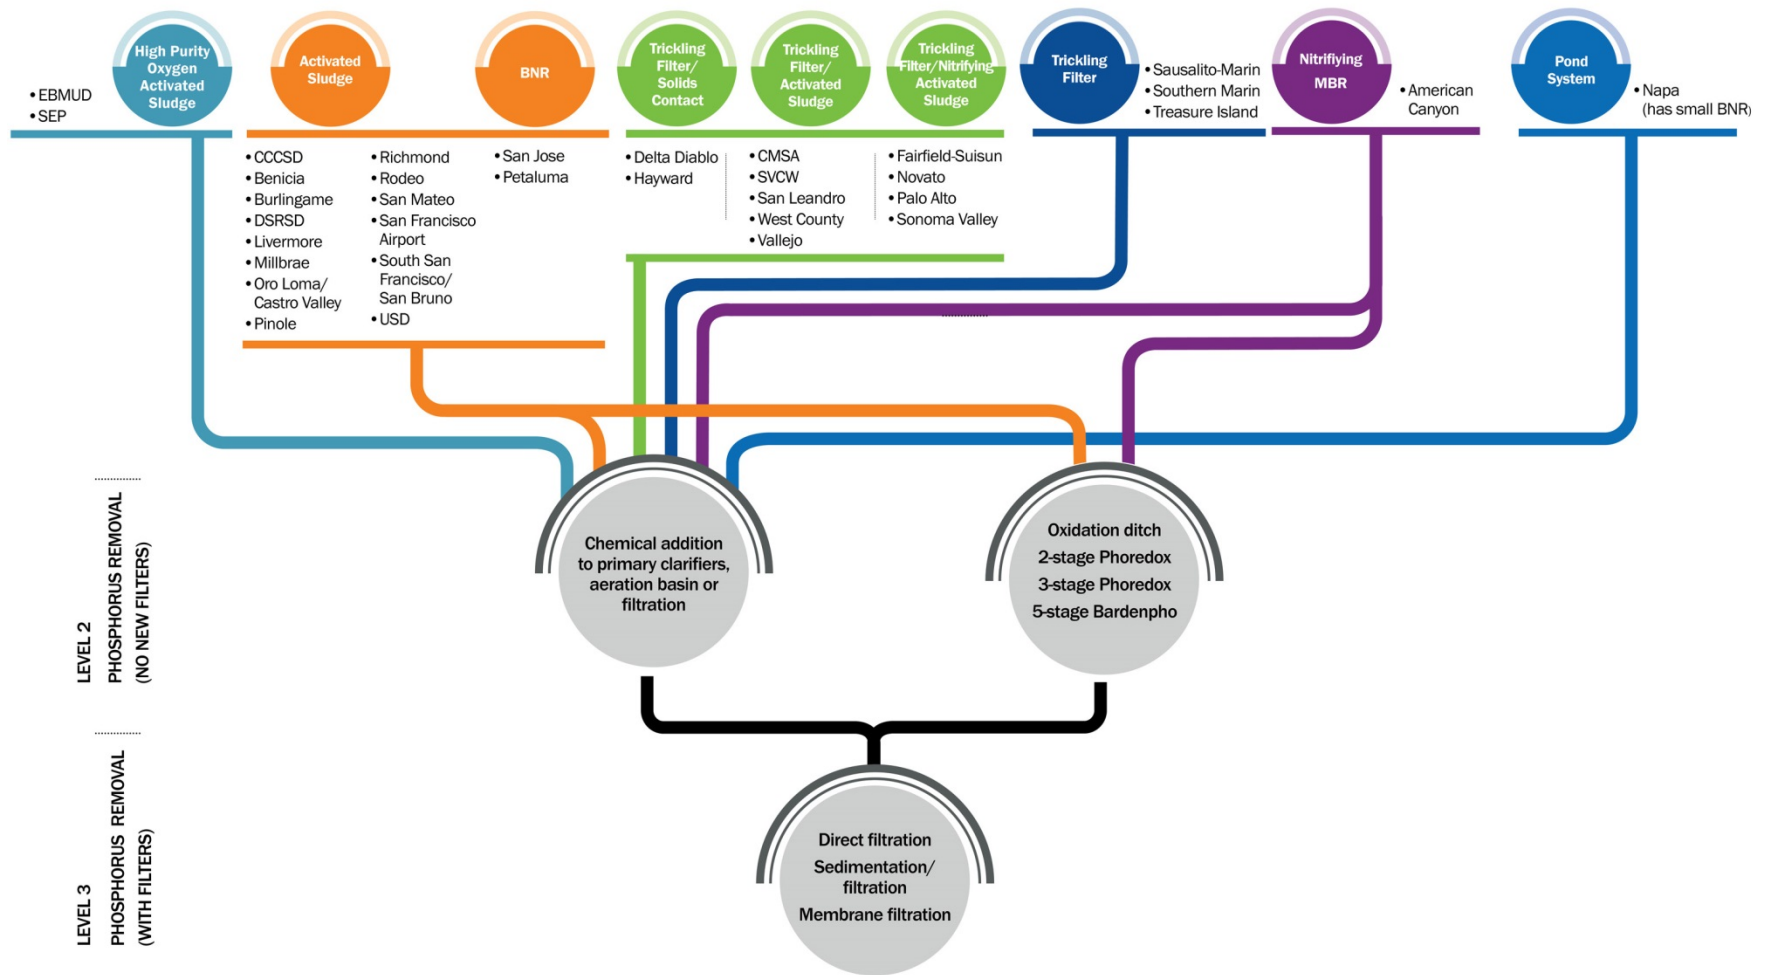 High Purity
Oxygen
Activated
Sludge
• EBMUD
• SEP
Activated
Sludge
BNR
• CCCSD
• Benicia
• Burlingame
• DSRSD
• Livermore
• Millbrae
• Oro Loma/
Castro Valley
• Pinole
• Richmond
• Rodeo
• San Mateo
• San Francisco
Airport
• South San
Francisco/
San Bruno
• USD
• San Jose
• Petaluma
Trickling
Filter/
Solids
Contact
• Delta Diablo
• Hayward
Trickling
Filter/
Activated
Sludge
• CMSA
• SVCW
• San Leandro
• West County
• Vallejo
Trickling
Filter/Nitrifying
Activated
Sludge
• Fairfield-Suisun
• Novato
• Palo Alto
• Sonoma Valley
Trickling
Filter
• Sausalito-Marin
• Southern Marin
• Treasure Island
Nitrifiying
MBR
• American
Canyon
Pond
System
• Napa
(has small BNR)
LEVEL 2
PHOSPHORUS REMOVAL
(NO NEW FILTERS)
Chemical addition
to primary clarifiers,
aeration basin or
filtration
Oxidation ditch
2-stage Phoredox
3-stage Phoredox
5-stage Bardenpho
LEVEL 3
PHOSPHORUS REMOVAL
(WITH FILTERS)
Direct filtration
Sedimentation/
filtration
Membrane filtration